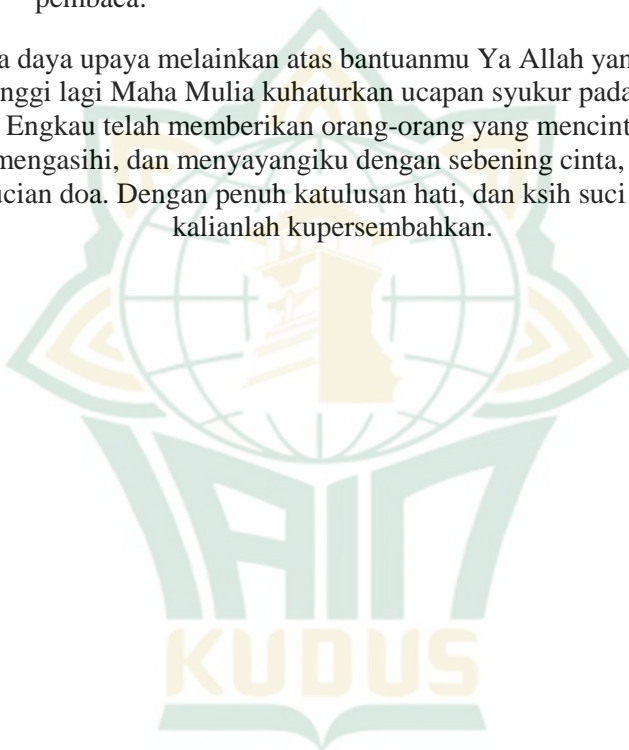 pembaca.
a daya upaya melainkan atas bantuanmu Ya Allah yan
nggi lagi Maha Mulia kuhaturkan ucapan syukur pada
Engkau telah memberikan orang-orang yang mencint
mengasihi, dan menyayangiku dengan sebening cinta,
ucian doa. Dengan penuh katulusan hati, dan ksih suci
kalianlah kupersembahkan.
IAIN
KUDUS